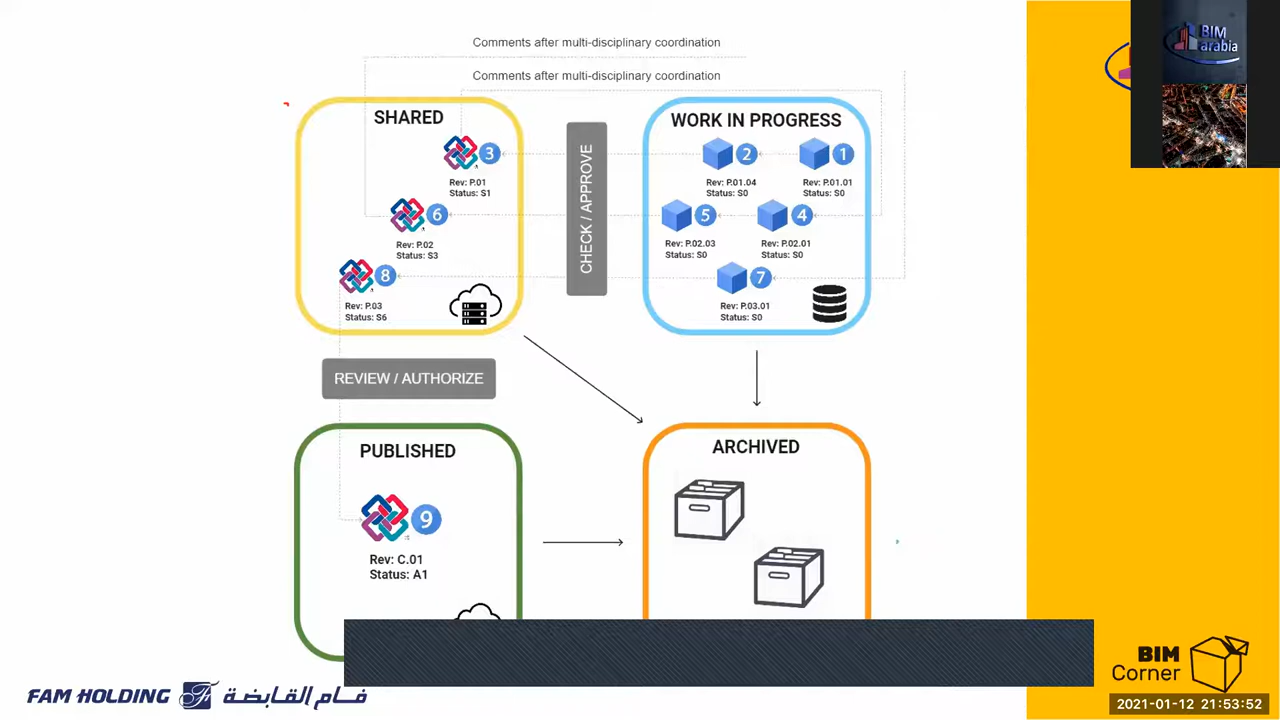 Comments after multi-disciplinary coordination
Comments after multi-disciplinary coordination
SHARED
3
Rev: P.01
Status: S1
6
Rev: P.02
Status: S3
8
Rev: P.03
Status: S6
CHECK / APPROVE
WORK IN PROGRESS
2
1
Rev: P.01.04
Status: S0
Rev: P.01.01
Status: S0
5
4
Rev: P.02.03
Status: S0
Rev: P.02.01
Status: S0
7
Rev: P.03.01
Status: S0
REVIEW / AUTHORIZE
PUBLISHED
9
Rev: C.01
Status: A1
ARCHIVED
BIM
arabia
FAM HOLDING فام القابضة
BIM
Corner
2021-01-12 21:53:52